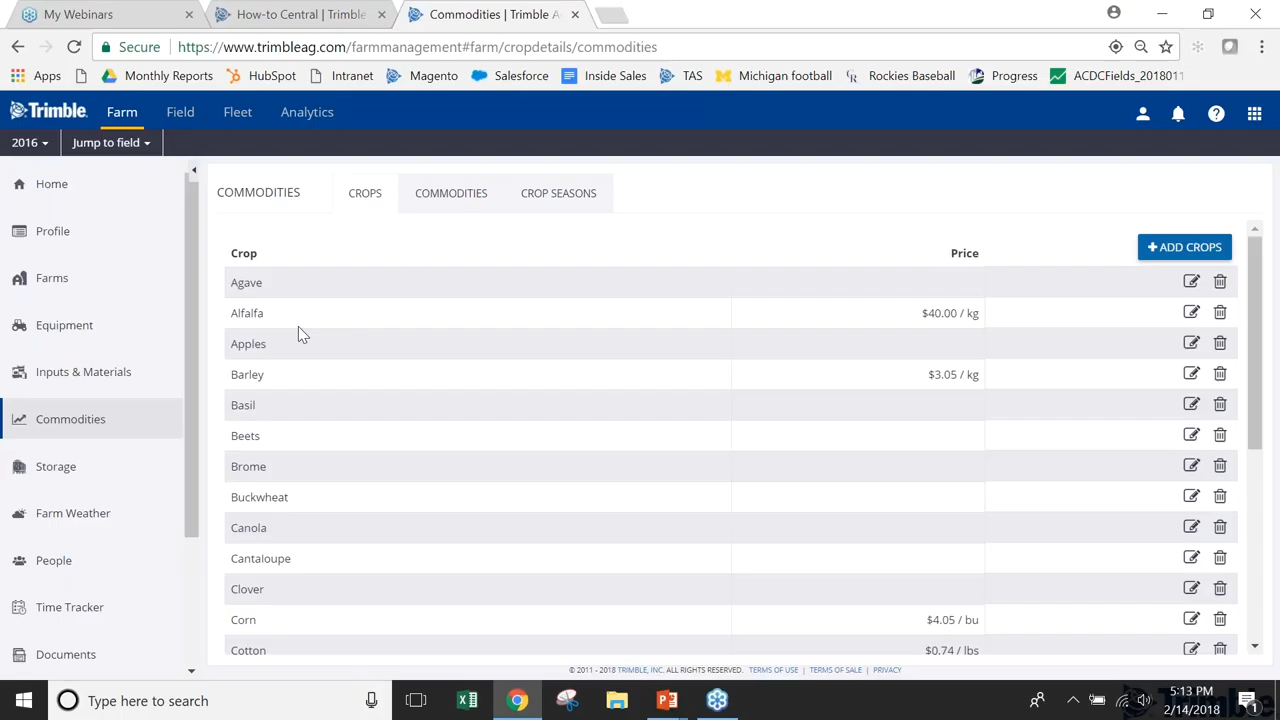 My Webinars
How-to Central | Trimble
Commodities | Trimble A
Secure
https://www.trimbleag.com/farmmanagement#farm/cropdetails/commodities
Apps
Monthly Reports
HubSpot
Intranet
Magento
Salesforce
Inside Sales
TAS
Michigan football
Rockies Baseball
Progress
ACDCFields_201801
Trimble.
Farm
Field
Fleet
Analytics
2016
Jump to field
Home
Profile
Farms
Equipment
Inputs & Materials
Commodities
Storage
Farm Weather
People
Time Tracker
Documents
COMMODITIES
CROPS
COMMODITIES
CROP SEASONS
Crop
Price
+ ADD CROPS
Agave
Alfalfa
$40.00 / kg
Apples
Barley
$3.05 / kg
Basil
Beets
Brome
Buckwheat
Canola
Cantaloupe
Clover
Corn
$4.05 / bu
Cotton
$0.74 / lbs
© 2011 - 2018 TRIMBLE, INC. ALL RIGHTS RESERVED. TERMS OF USE | TERMS OF SALE | PRIVACY
Type here to search
5:13 PM
2/14/2018
1
Trimble